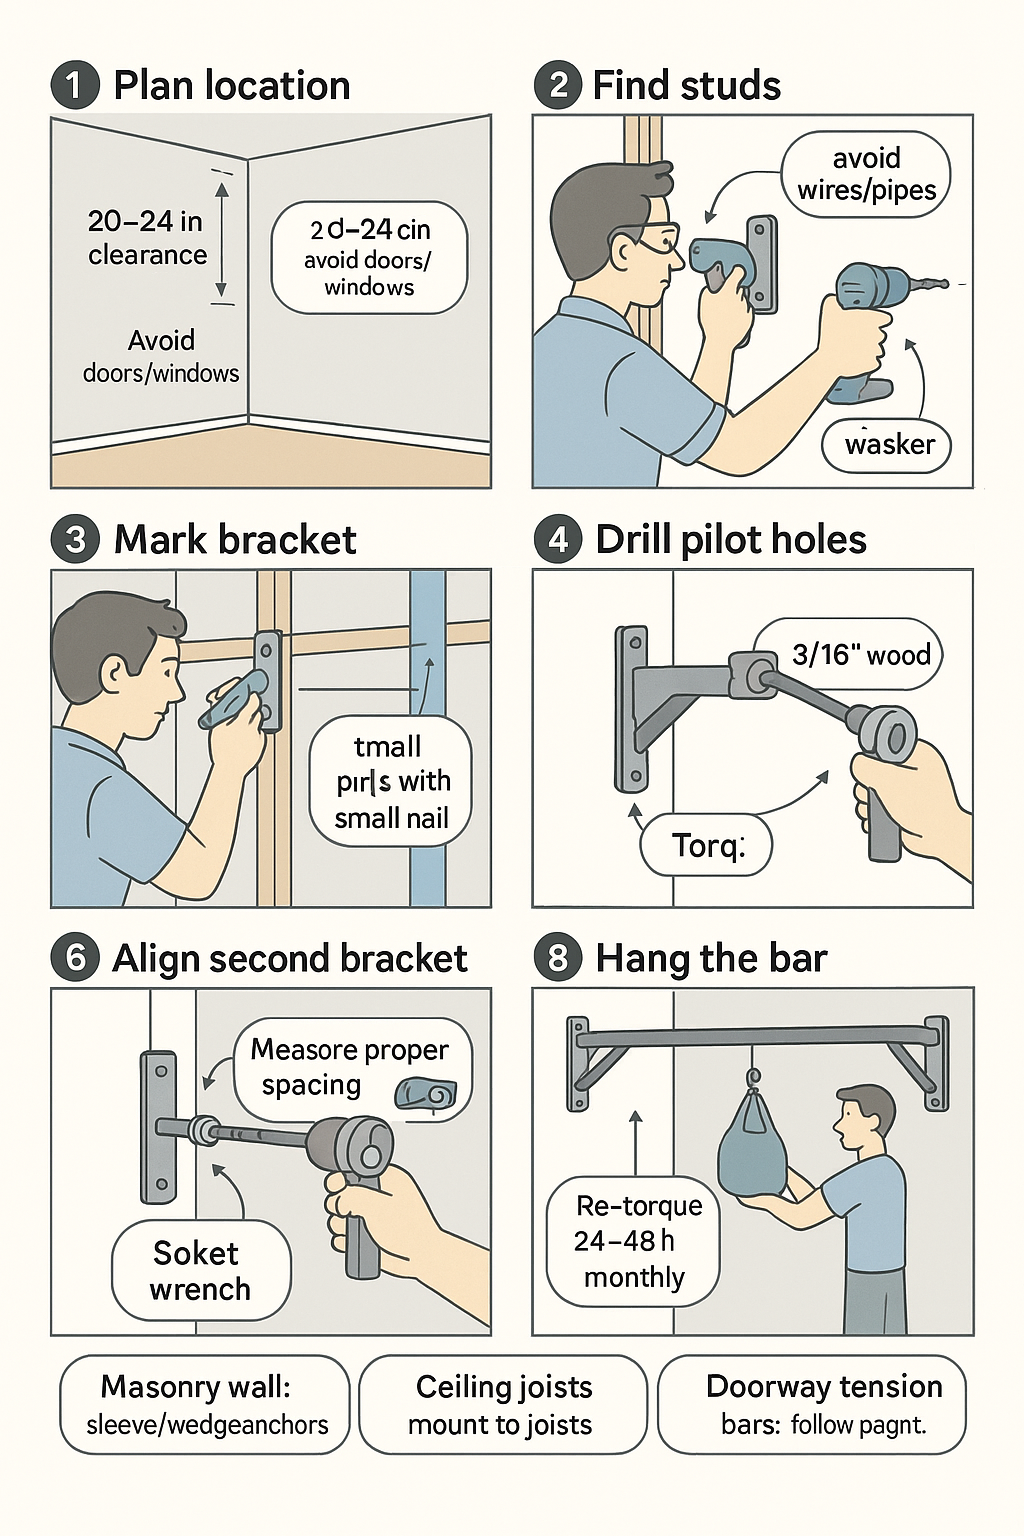 1 Plan location
20–24 in
clearance
2d–24 cin
avoid doors/
windows
Avoid
doors/windows
2 Find studs
avoid
wires/pipes
wasker
3 Mark bracket
tmall
with
small nail
4 Drill pilot holes
3/16" wood
Torq:
6 Align second bracket
Measore proper
spacing
Soket
wrench
8 Hang the bar
Re-torque
24–48 h
monthly
Masonry wall:
sleeve/wedgeanchors
Ceiling joists
mount to joists
Doorway tension
bars: follow pagnt.